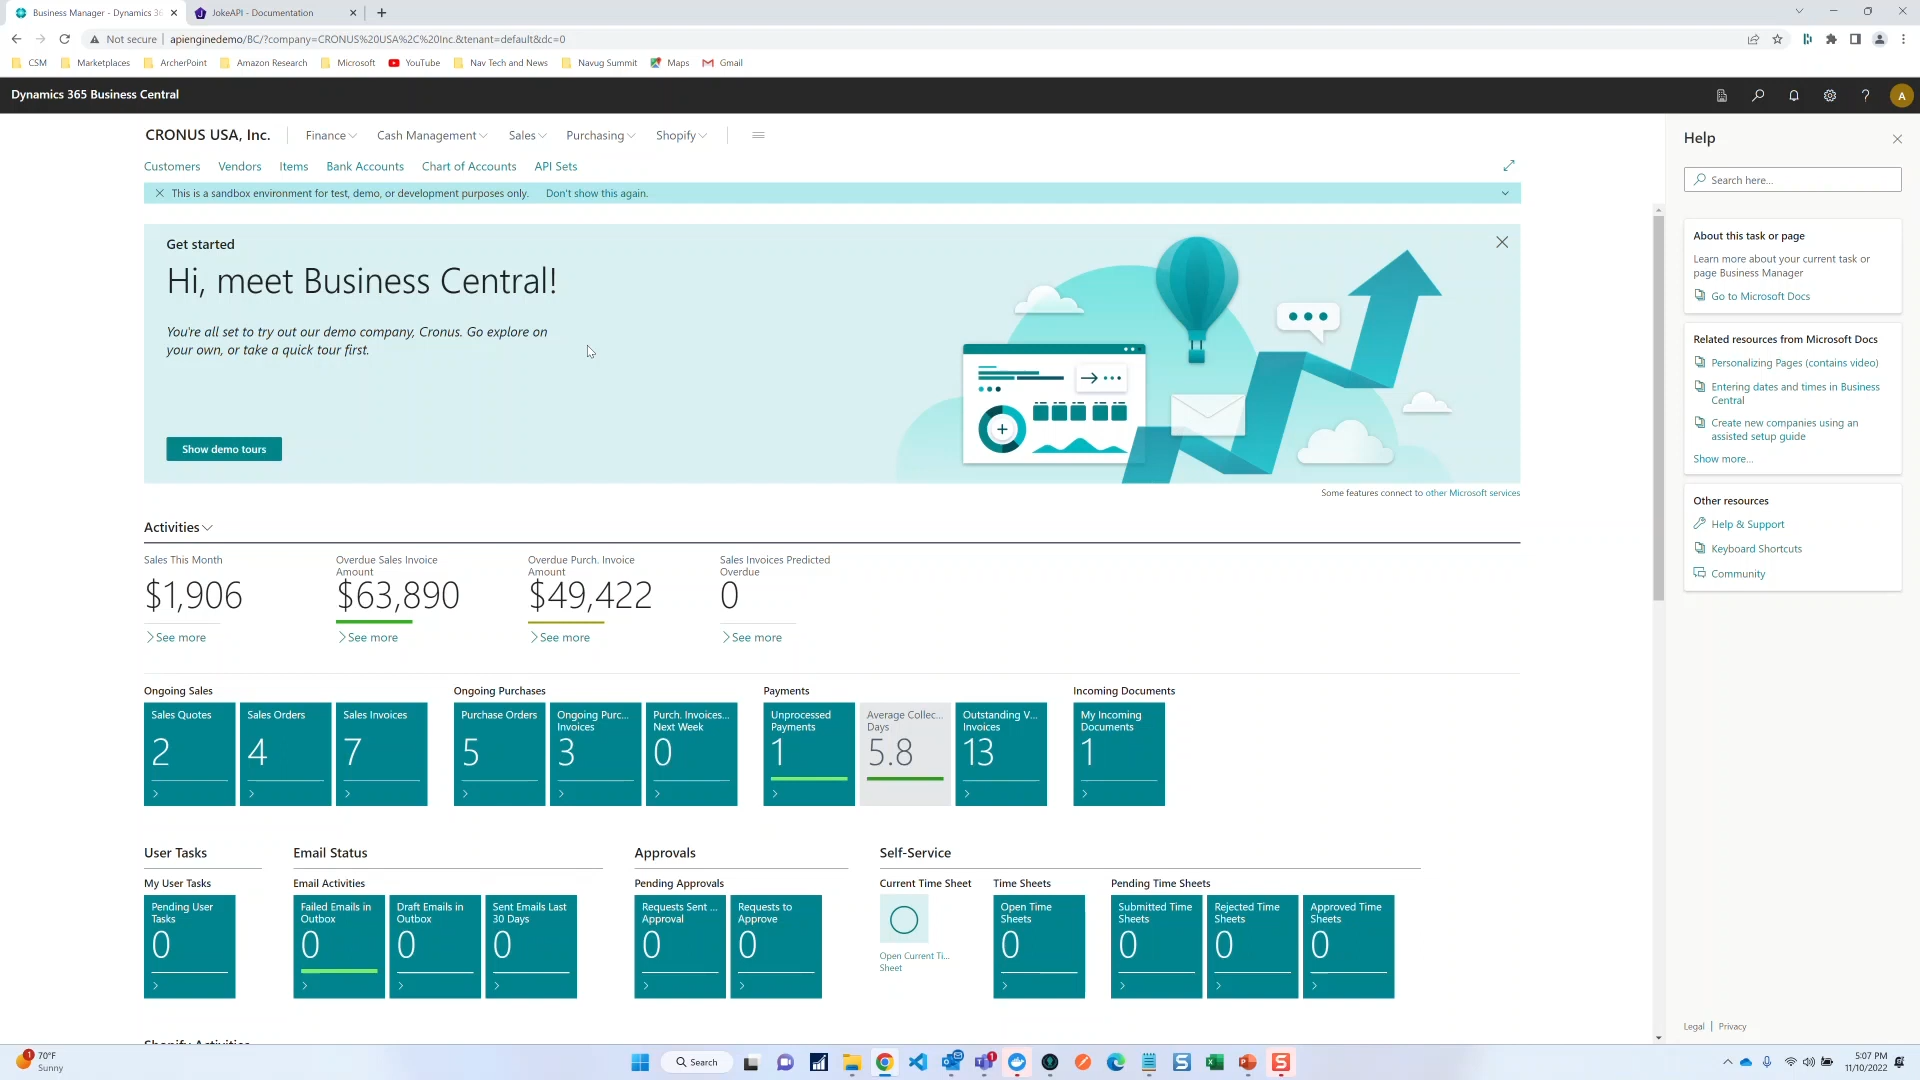 Business Manager - Dynamics 36
JokeAPI - Documentation
Not secure
apienginedemo/BC/?company=CRONUS%20USA%2C%20Inc.&tenant=default&dc=0
CSM
Marketplaces
ArcherPoint
Amazon Research
Microsoft
YouTube
Nav Tech and News
Navug Summit
Maps
Gmail
Dynamics 365 Business Central
A
CRONUS USA, Inc.
Finance
Cash Management
Sales
Purchasing
Shopify
Customers
Vendors
Items
Bank Accounts
Chart of Accounts
API Sets
This is a sandbox environment for test, demo, or development purposes only.
Don't show this again.
Get started
Hi, meet Business Central!
You're all set to try out our demo company, Cronus. Go explore on
your own, or take a quick tour first.
Show demo tours
Some features connect to other Microsoft services
Activities
Sales This Month
$1,906
See more
Overdue Sales Invoice
Amount
$63,890
See more
Overdue Purch. Invoice
Amount
$49,422
See more
Sales Invoices Predicted
Overdue
0
See more
Ongoing Sales
Sales Quotes
2
Sales Orders
4
Sales Invoices
7
Ongoing Purchases
Purchase Orders
5
Ongoing Purc...
Invoices
3
Purch. Invoices...
Next Week
0
Payments
Unprocessed
Payments
1
Average Collec...
Days
5.8
Outstanding V...
Invoices
13
Incoming Documents
My Incoming
Documents
1
User Tasks
My User Tasks
Pending User
Tasks
0
Email Status
Email Activities
Failed Emails in
Outbox
0
Draft Emails in
Outbox
0
Sent Emails Last
30 Days
0
Approvals
Pending Approvals
Requests Sent ...
Approval
0
Requests to
Approve
0
Self-Service
Current Time Sheet
Open Current Ti...
Sheet
Time Sheets
Open Time
Sheets
0
Pending Time Sheets
Submitted Time
Sheets
0
Rejected Time
Sheets
0
Approved Time
Sheets
0
Shopify Activities
Help
Search here...
About this task or page
Learn more about your current task or
page Business Manager
Go to Microsoft Docs
Related resources from Microsoft Docs
Personalizing Pages (contains video)
Entering dates and times in Business
Central
Create new companies using an
assisted setup guide
Show more...
Other resources
Help & Support
Keyboard Shortcuts
Community
Legal | Privacy
1
70°F
Sunny
Search
1
5:07 PM
11/10/2022